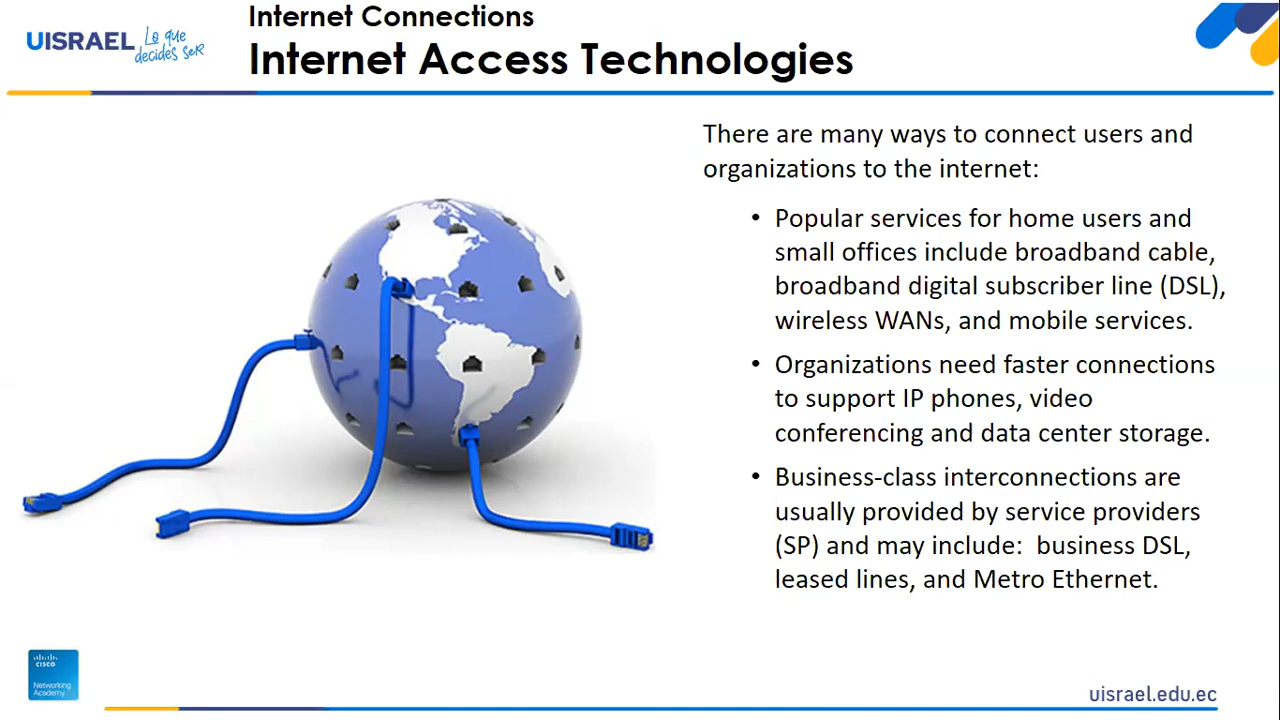 Internet Connections
UISRAEL Lo que decides SeR
Internet Access Technologies
There are many ways to connect users and
organizations to the internet:
• Popular services for home users and
small offices include broadband cable,
broadband digital subscriber line (DSL),
wireless WANs, and mobile services.
• Organizations need faster connections
to support IP phones, video
conferencing and data center storage.
• Business-class interconnections are
usually provided by service providers
(SP) and may include:  business DSL,
leased lines, and Metro Ethernet.
CISCO
Networking
Academy
uisrael.edu.ec